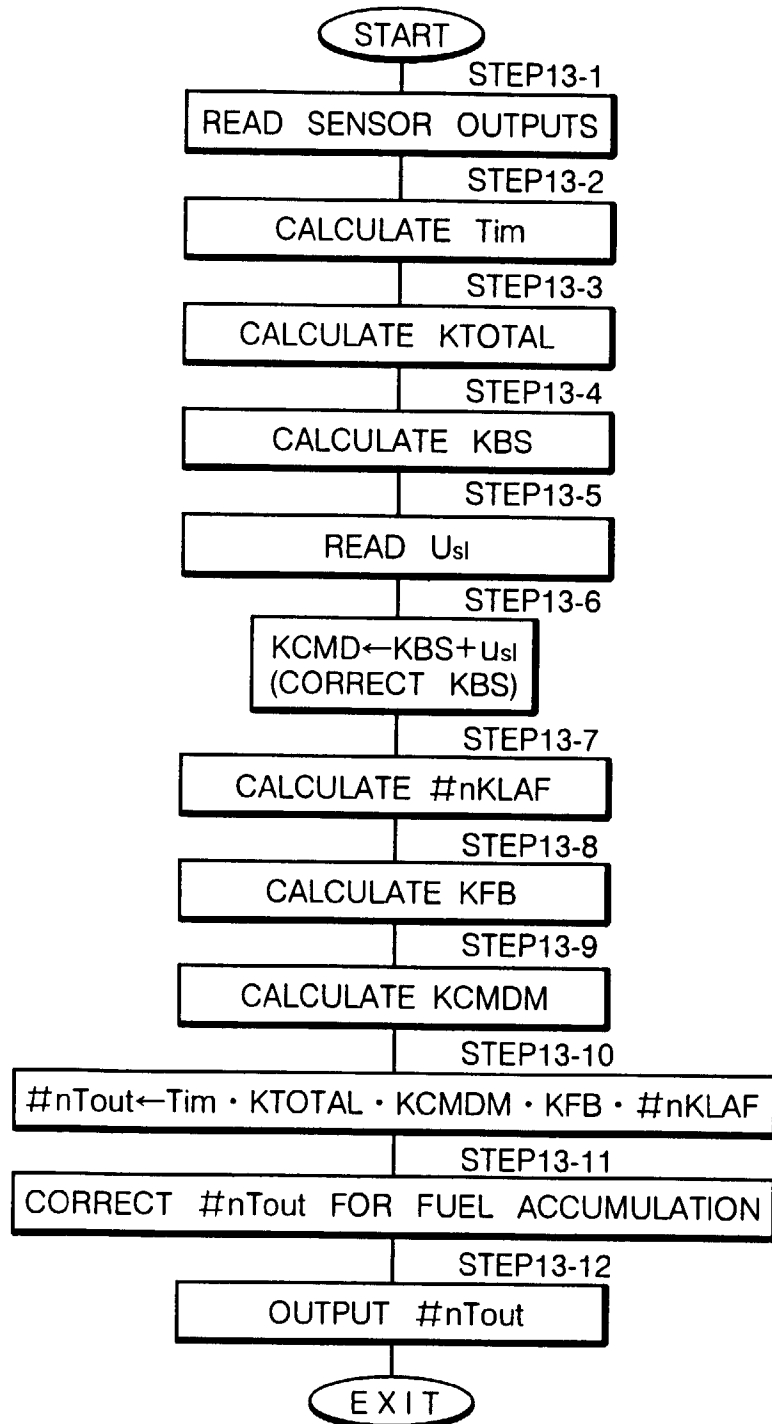 START
STEP13-1
READ SENSOR OUTPUTS
STEP13-2
CALCULATE Tim
STEP13-3
CALCULATE KTOTAL
STEP13-4
CALCULATE KBS
STEP13-5
READ Usl
STEP13-6
KCMD←KBS+usl
(CORRECT KBS)
STEP13-7
CALCULATE #nKLAF
STEP13-8
CALCULATE KFB
STEP13-9
CALCULATE KCMDM
STEP13-10
#nTout←Tim・KTOTAL・KCMDM・KFB・#nKLAF
STEP13-11
CORRECT #nTout FOR FUEL ACCUMULATION
STEP13-12
OUTPUT #nTout
EXIT